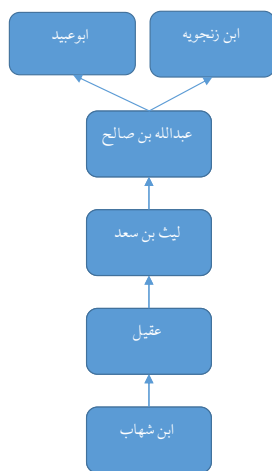 ابن زنجویه
ابوعبید
عبدالله بن صالح
لیث بن سعد
عقیل
ابن شهاب